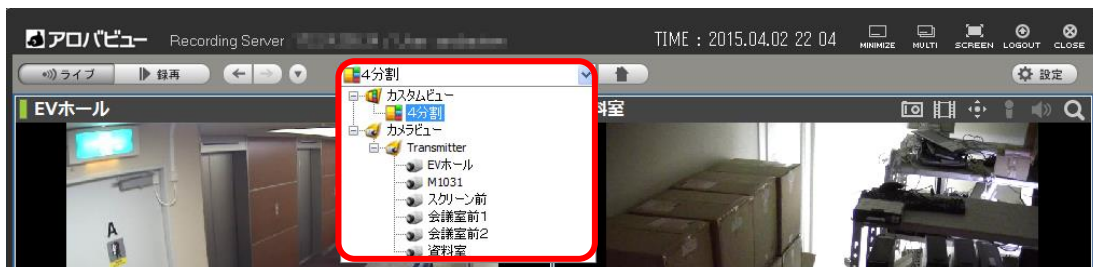 アロバビュー Recording Server TIME : 2015.04.02 22 04 MINIMIZE MULTI SCREEN LOGOUT CLOSE
ライブ 録再 4分割 設定
EVホール 料室
カスタムビュー
4分割
カメラビュー
Transmitter
EVホール
M1031
スクリーン前
会議室前1
会議室前2
資料室
A